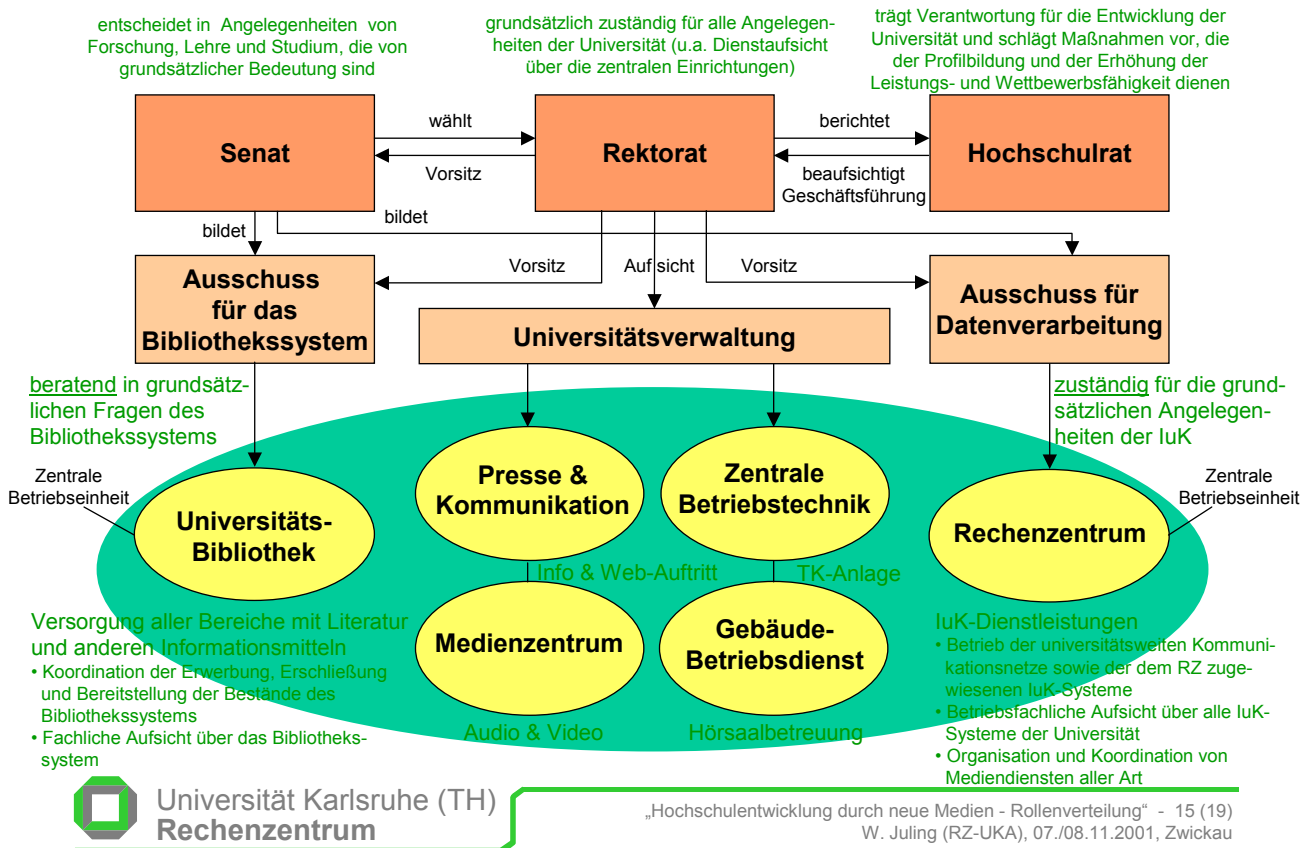 entscheidet in Angelegenheiten von
Forschung, Lehre und Studium, die von
grundsätzlicher Bedeutung sind
grundsätzlich zuständig für alle Angelegen-
heiten der Universität (u.a. Dienstaufsicht
über die zentralen Einrichtungen)
trägt Verantwortung für die Entwicklung der
Universität und schlägt Maßnahmen vor, die
der Profilbildung und der Erhöhung der
Leistungs- und Wettbewerbsfähigkeit dienen
Senat
wählt
Vorsitz
Rektorat
berichtet
beaufsichtigt
Geschäftsführung
Hochschulrat
bildet
bildet
Vorsitz
Aufsicht
Vorsitz
Ausschuss
für das
Bibliothekssystem
Universitätsverwaltung
Ausschuss für
Datenverarbeitung
beratend in grundsätz-
lichen Fragen des
Bibliothekssystems
zuständig für die grund-
sätzlichen Angelegen-
heiten der IuK
Zentrale
Betriebseinheit
Universitäts-
Bibliothek
Presse &
Kommunikation
Zentrale
Betriebstechnik
Rechenzentrum
Zentrale
Betriebseinheit
Info & Web-Auftritt
TK-Anlage
Medienzentrum
Gebäude-
Betriebsdienst
Audio & Video
Hörsaalbetreuung
Versorgung aller Bereiche mit Literatur
und anderen Informationsmitteln
• Koordination der Erwerbung, Erschließung
und Bereitstellung der Bestände des
Bibliothekssystems
• Fachliche Aufsicht über das Bibliotheks-
system
IuK-Dienstleistungen
• Betrieb der universitätsweiten Kommuni-
kationsnetze sowie der dem RZ zuge-
wiesenen IuK-Systeme
• Betriebsfachliche Aufsicht über alle IuK-
Systeme der Universität
• Organisation und Koordination von
Mediendiensten aller Art
Universität Karlsruhe (TH)
Rechenzentrum
„Hochschulentwicklung durch neue Medien - Rollenverteilung“ - 15 (19)
W. Juling (RZ-UKA), 07./08.11.2001, Zwickau